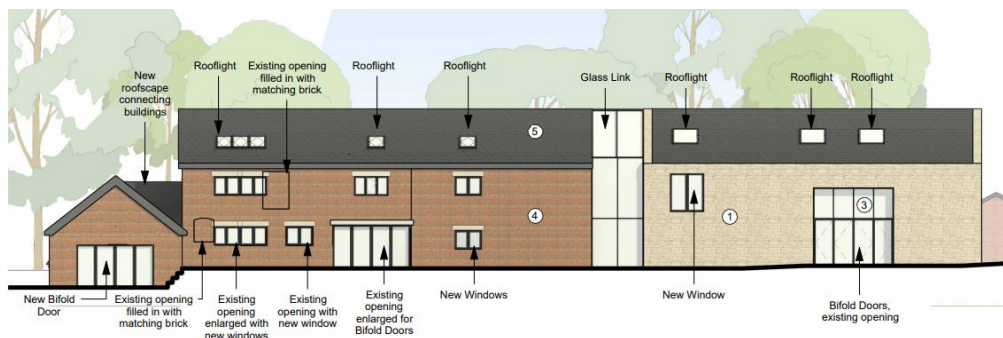 New
roofscape
connecting
buildings
Rooflight
Existing opening
filled in with
matching brick
Rooflight
Rooflight
Glass Link
Rooflight
Rooflight
Rooflight
5
4
1
3
New Bifold
Door
Existing opening
filled in with
matching brick
Existing
opening
enlarged with
new windows
Existing
opening with
new window
Existing
opening
enlarged for
Bifold Doors
New Windows
New Window
Bifold Doors,
existing opening